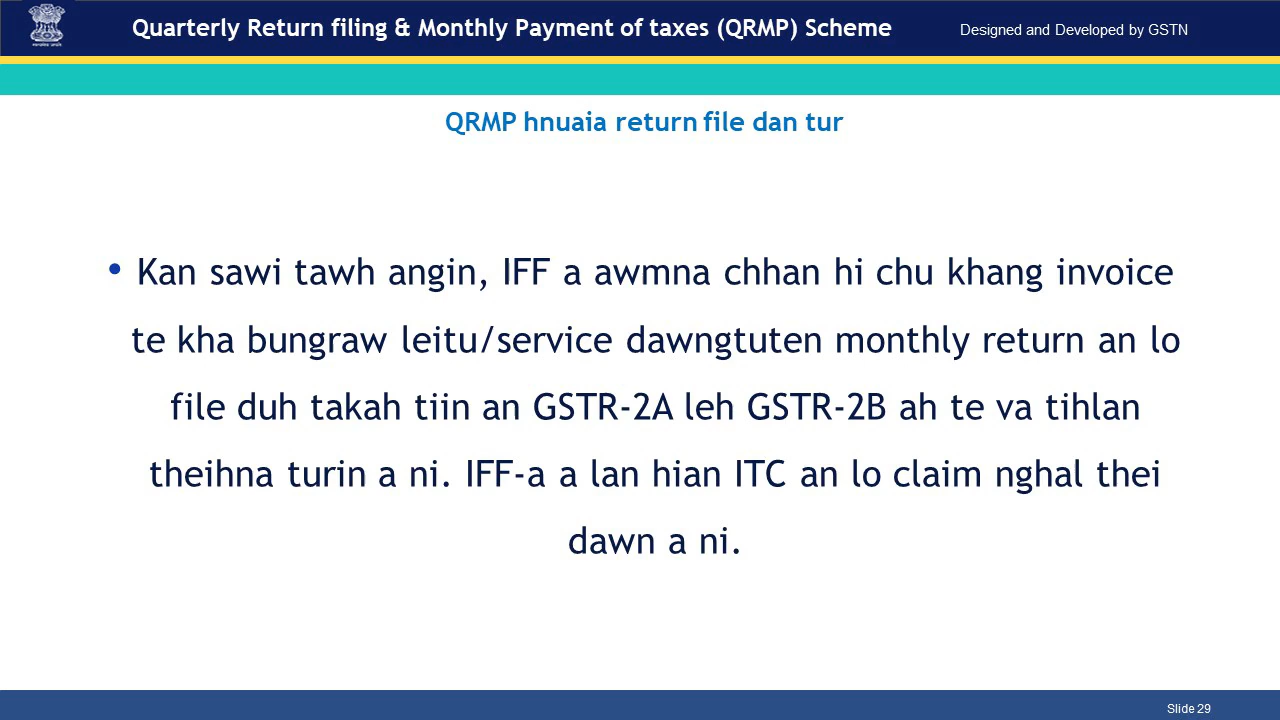 Quarterly Return filing & Monthly Payment of taxes (QRMP) Scheme
Designed and Developed by GSTN
QRMP hnuaia return file dan tur
• Kan sawi tawh angin, IFF a awmna chhan hi chu khang invoice
te kha bungraw leitu/service dawngtuten monthly return an lo
file duh takah tiin an GSTR-2A leh GSTR-2B ah te va tihlan
theihna turin a ni. IFF-a a lan hian ITC an lo claim nghal thei
dawn a ni.
Slide 29